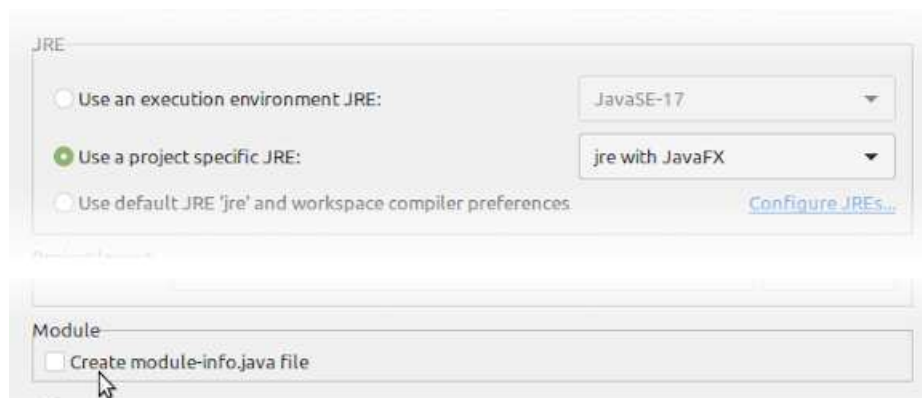 JRE
Use an execution environment JRE:
JavaSE-17
Use a project specific JRE:
jre with JavaFX
Use default JRE 'jre' and workspace compiler preferences
Configure JREs...
Module
Create module-info.java file